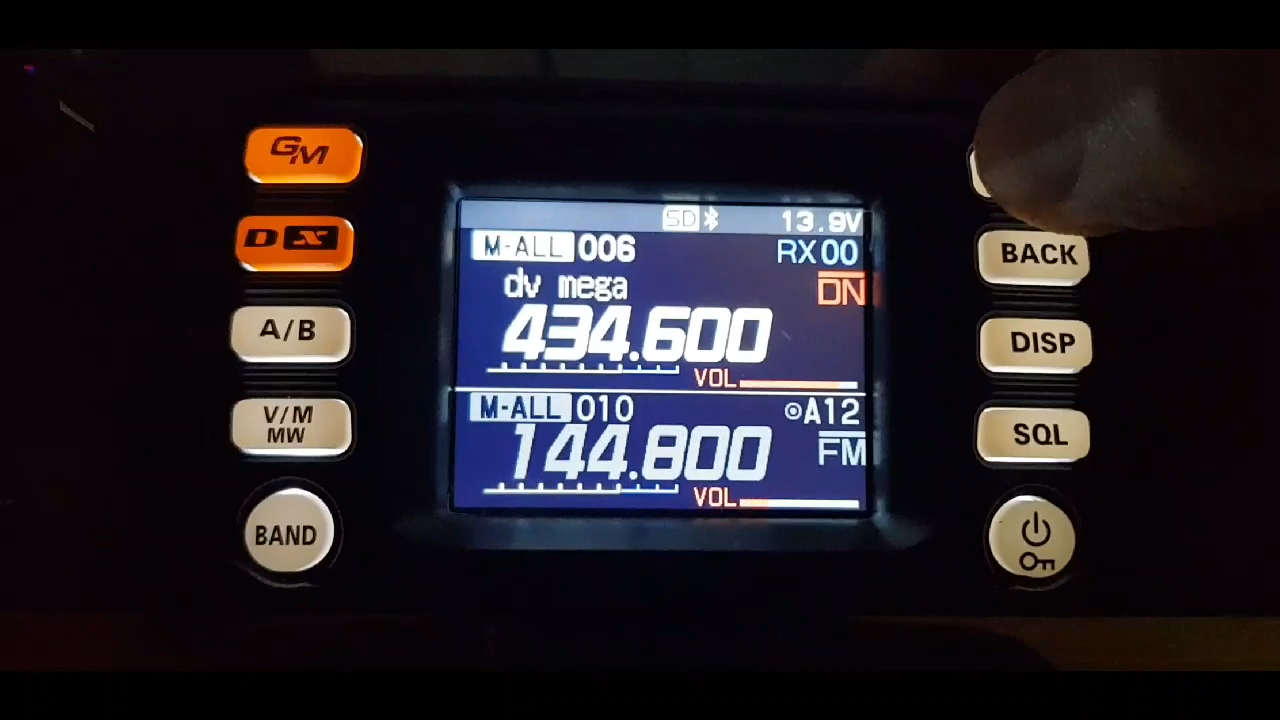 GM
SD 13.9V
M-ALL 006 RX00
dv mega DN
434.600
VOL
M-ALL 010 A12
144.800 FM
VOL
D X
A/B
V/M
MW
BAND
BACK
DISP
SQL